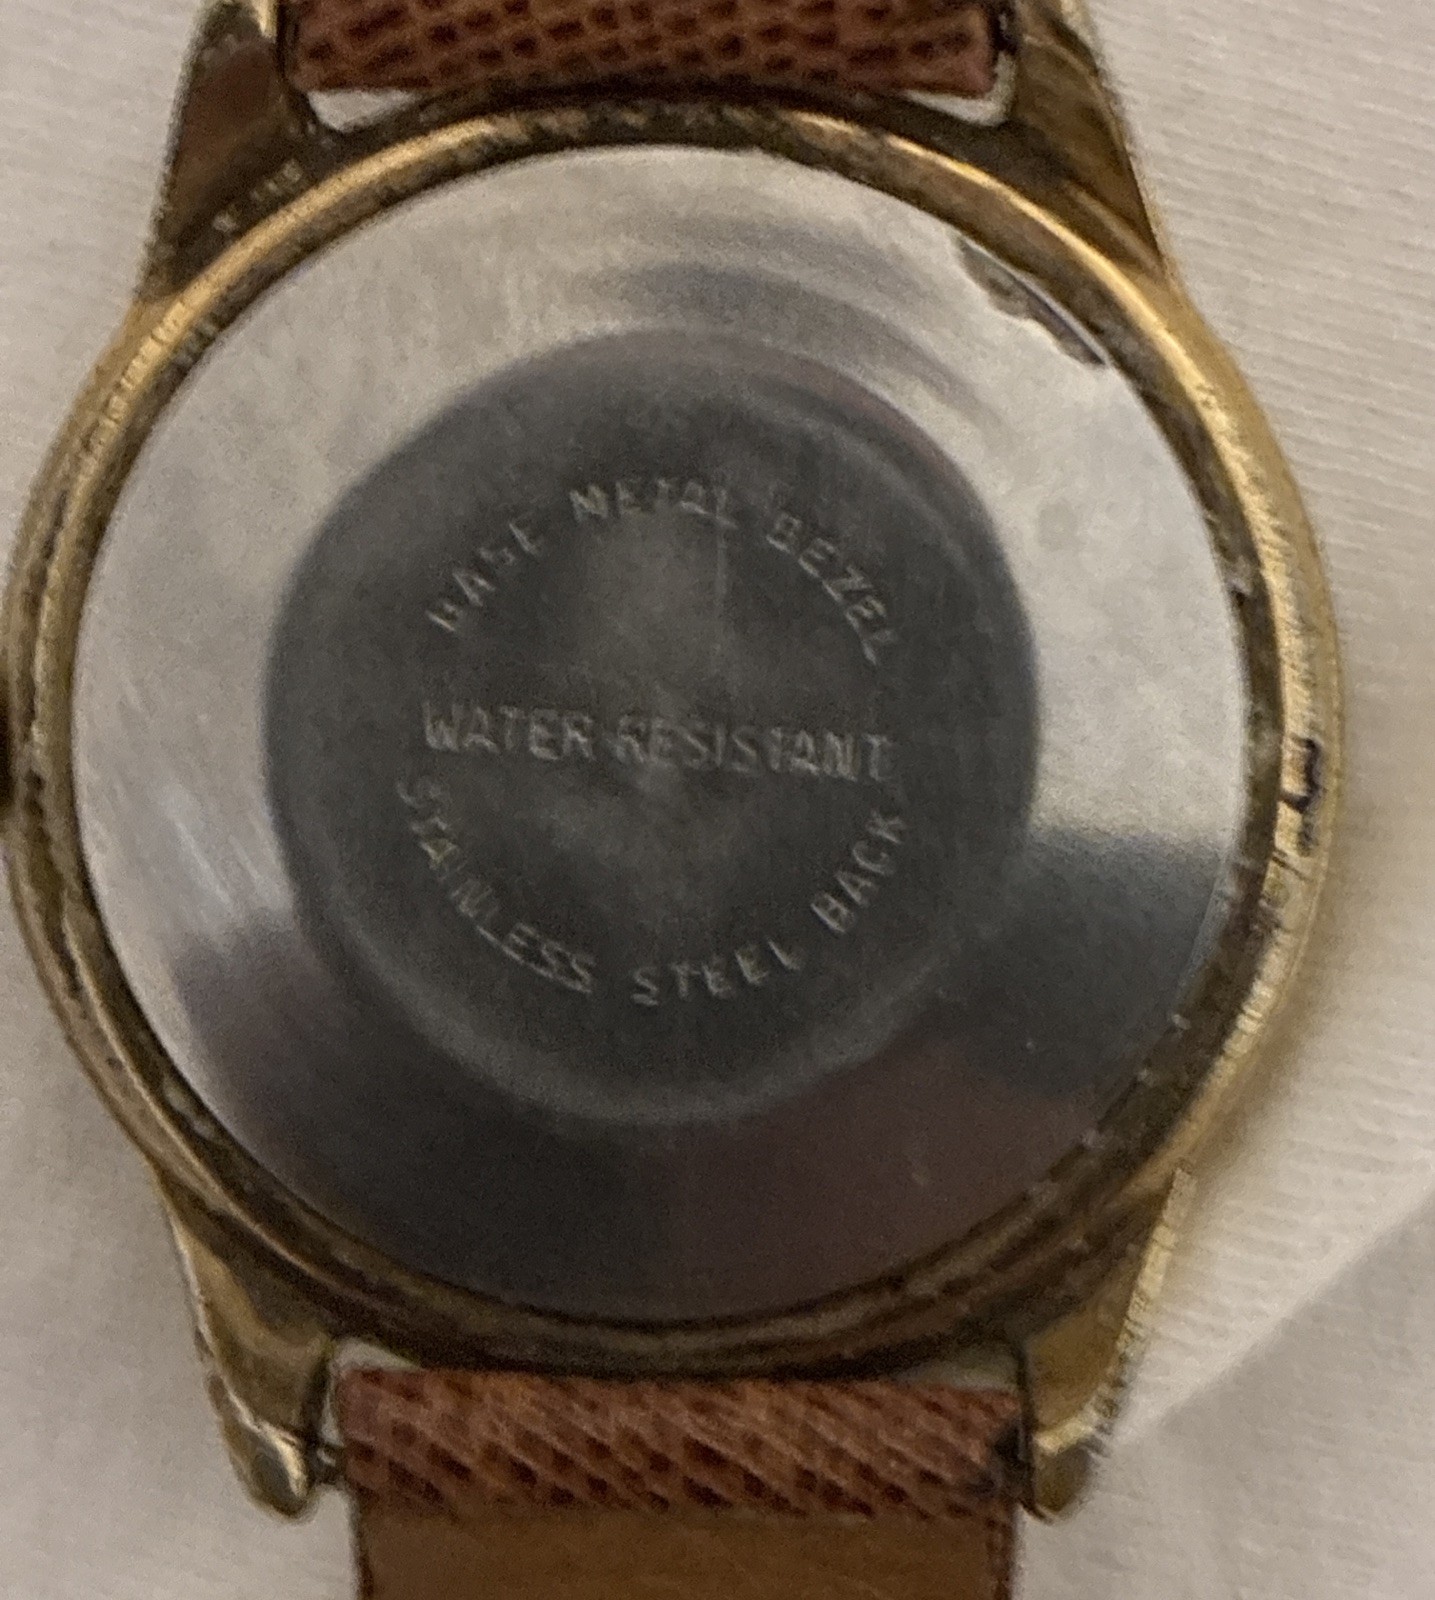 BASE METAL BEZEL
WATER RESISTANT
STAINLESS STEEL BACK